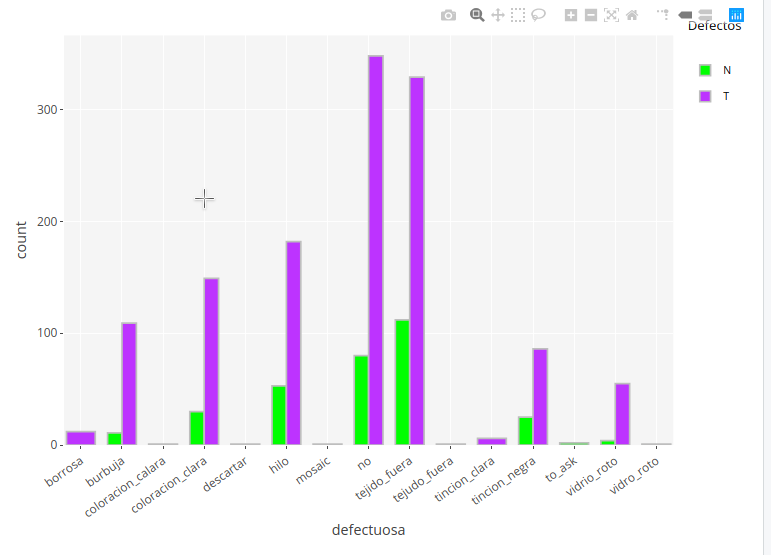 Defectos
N
T
300
200
100
0
count
borrosa
burbuja
coloracion_calara
coloracion_clara
descartar
hilo
mosaic
no
tejido_fuera
tejudo_fuera
tincion_clara
tincion_negra
to_ask
vidrio_roto
vidro_roto
defectuosa